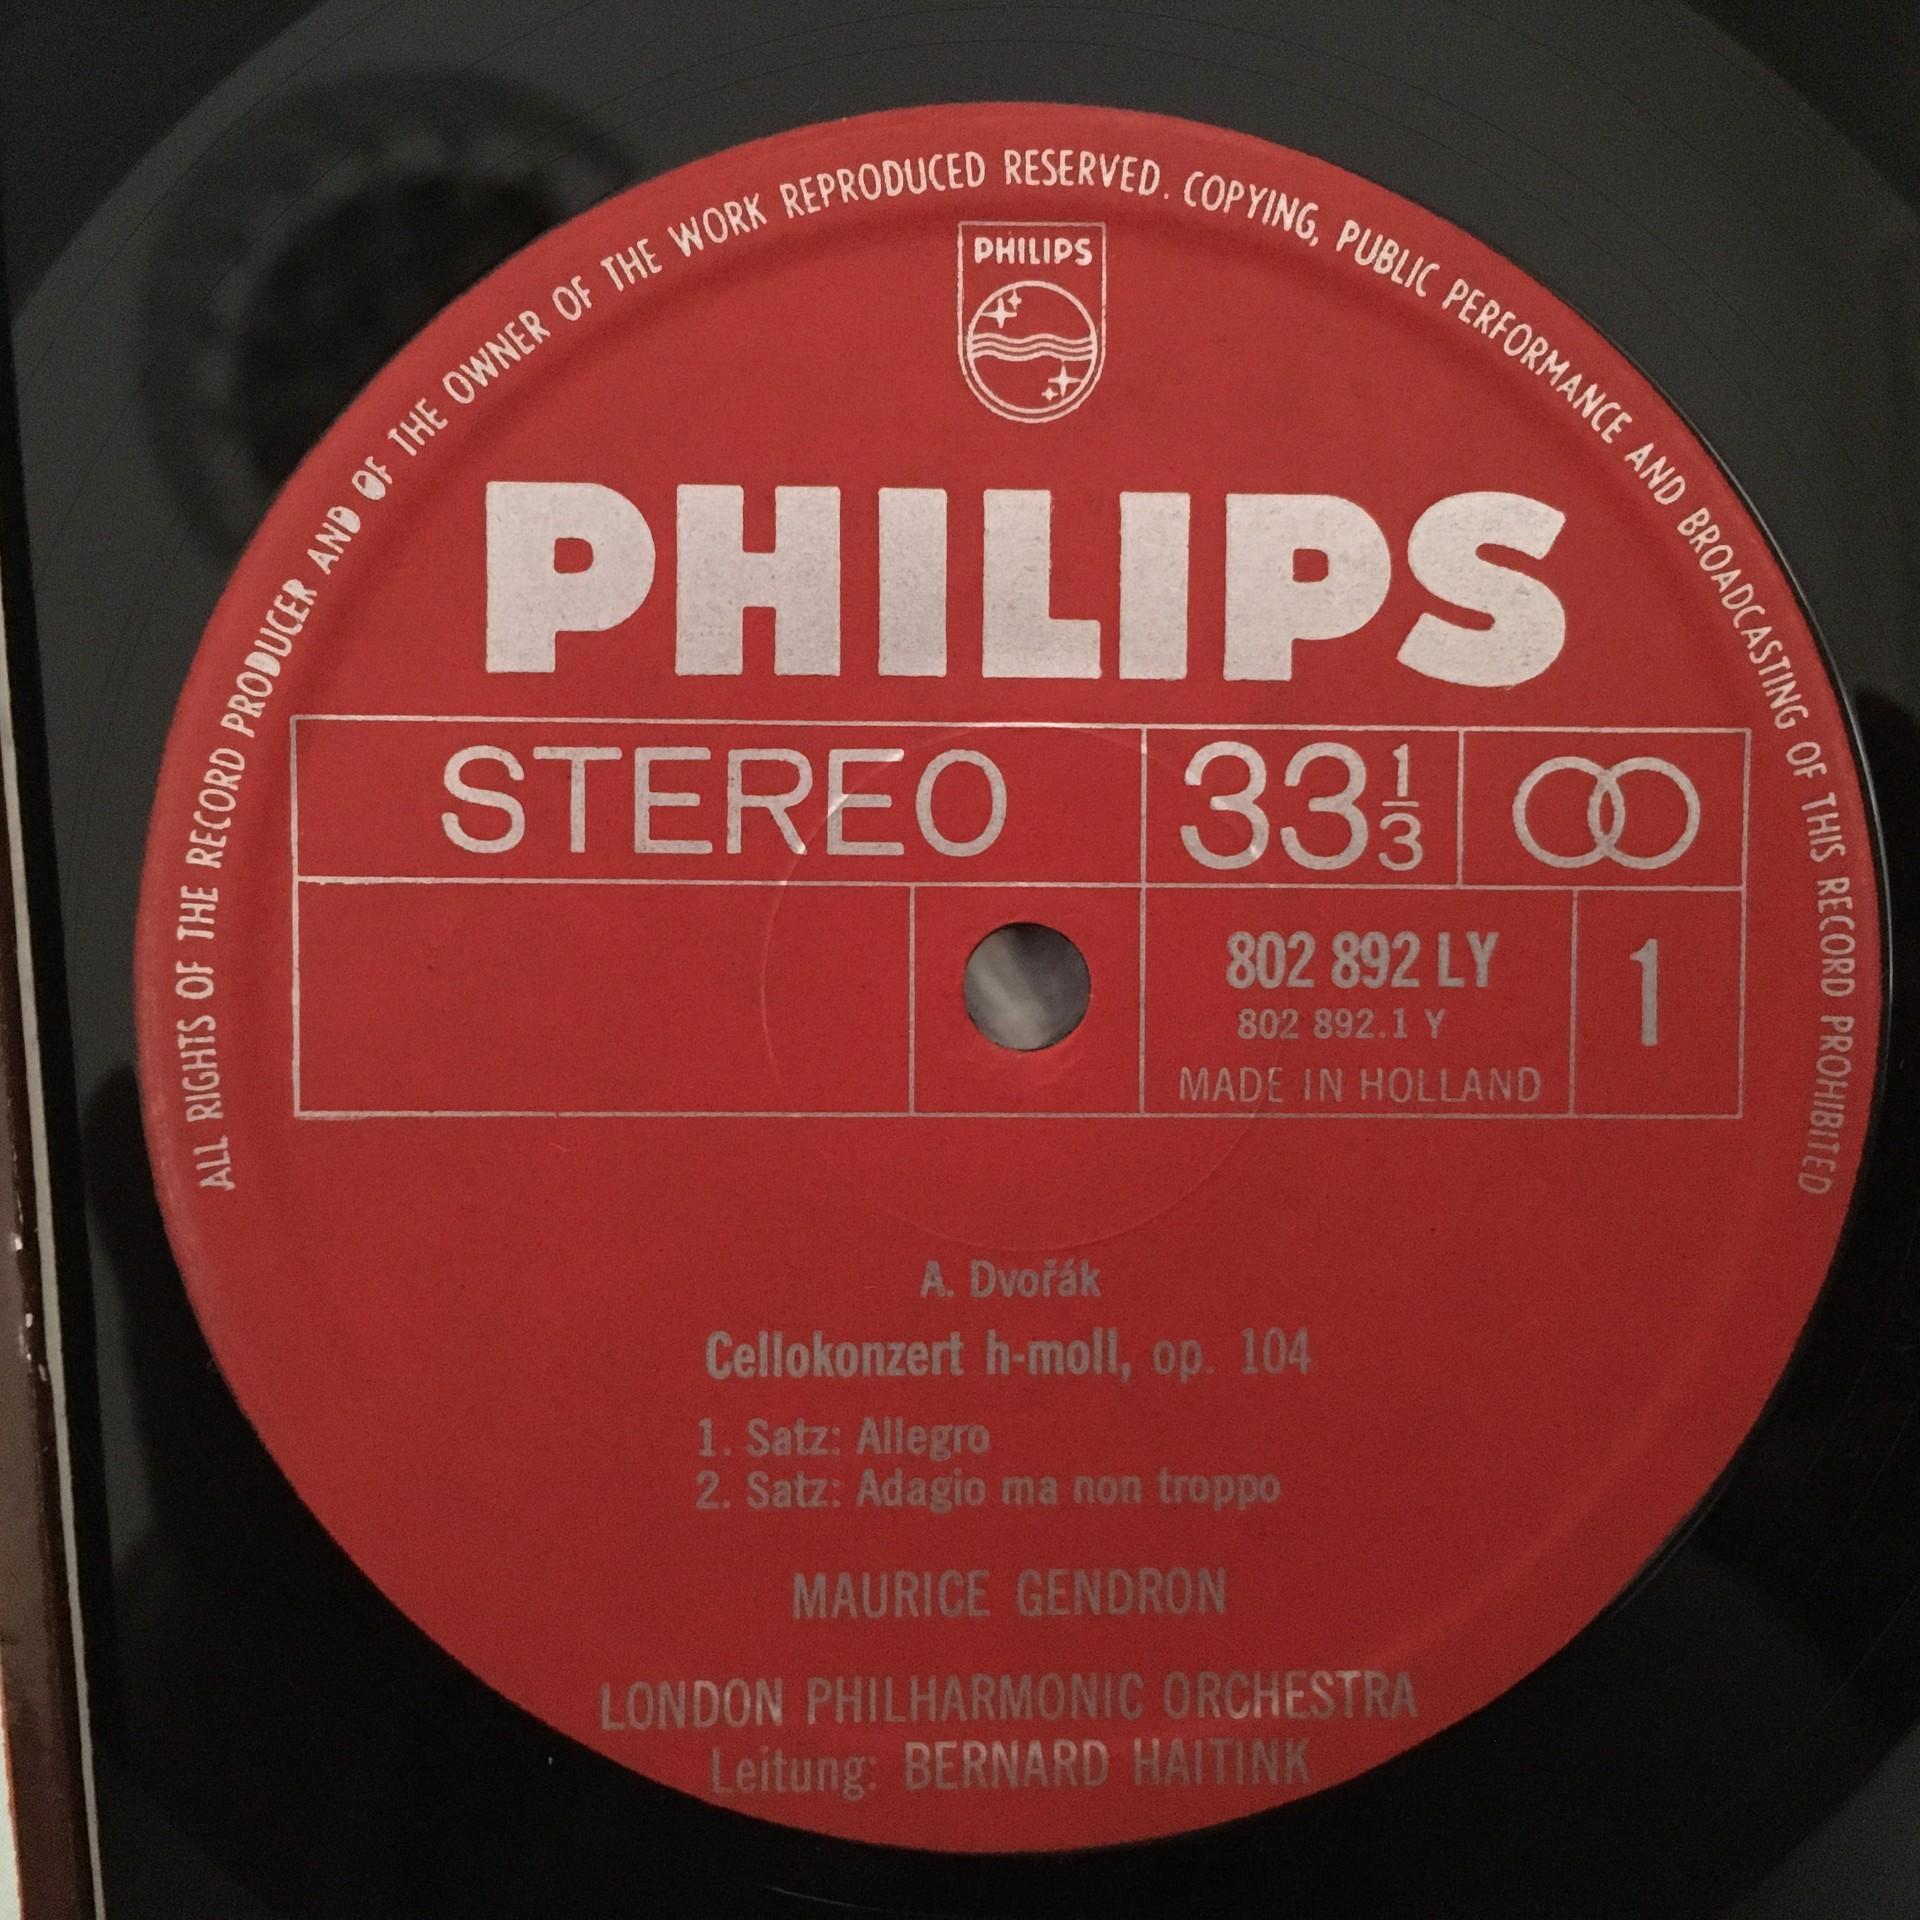 ALL RIGHTS OF THE RECORD PRODUCER AND OF THE OWNER OF THE WORK REPRODUCED RESERVED. COPYING, PUBLIC PERFORMANCE AND BROADCASTING OF THIS RECORD PROHIBITED
PHILIPS
PHILIPS
STEREO 33 1/3
802 892 LY 1
802 892.1 Y
MADE IN HOLLAND
A. Dvořák
Cellokonzert h-moll, op. 104
1. Satz: Allegro
2. Satz: Adagio ma non troppo
MAURICE GENDRON
LONDON PHILHARMONIC ORCHESTRA
Leitung: BERNARD HAITINK